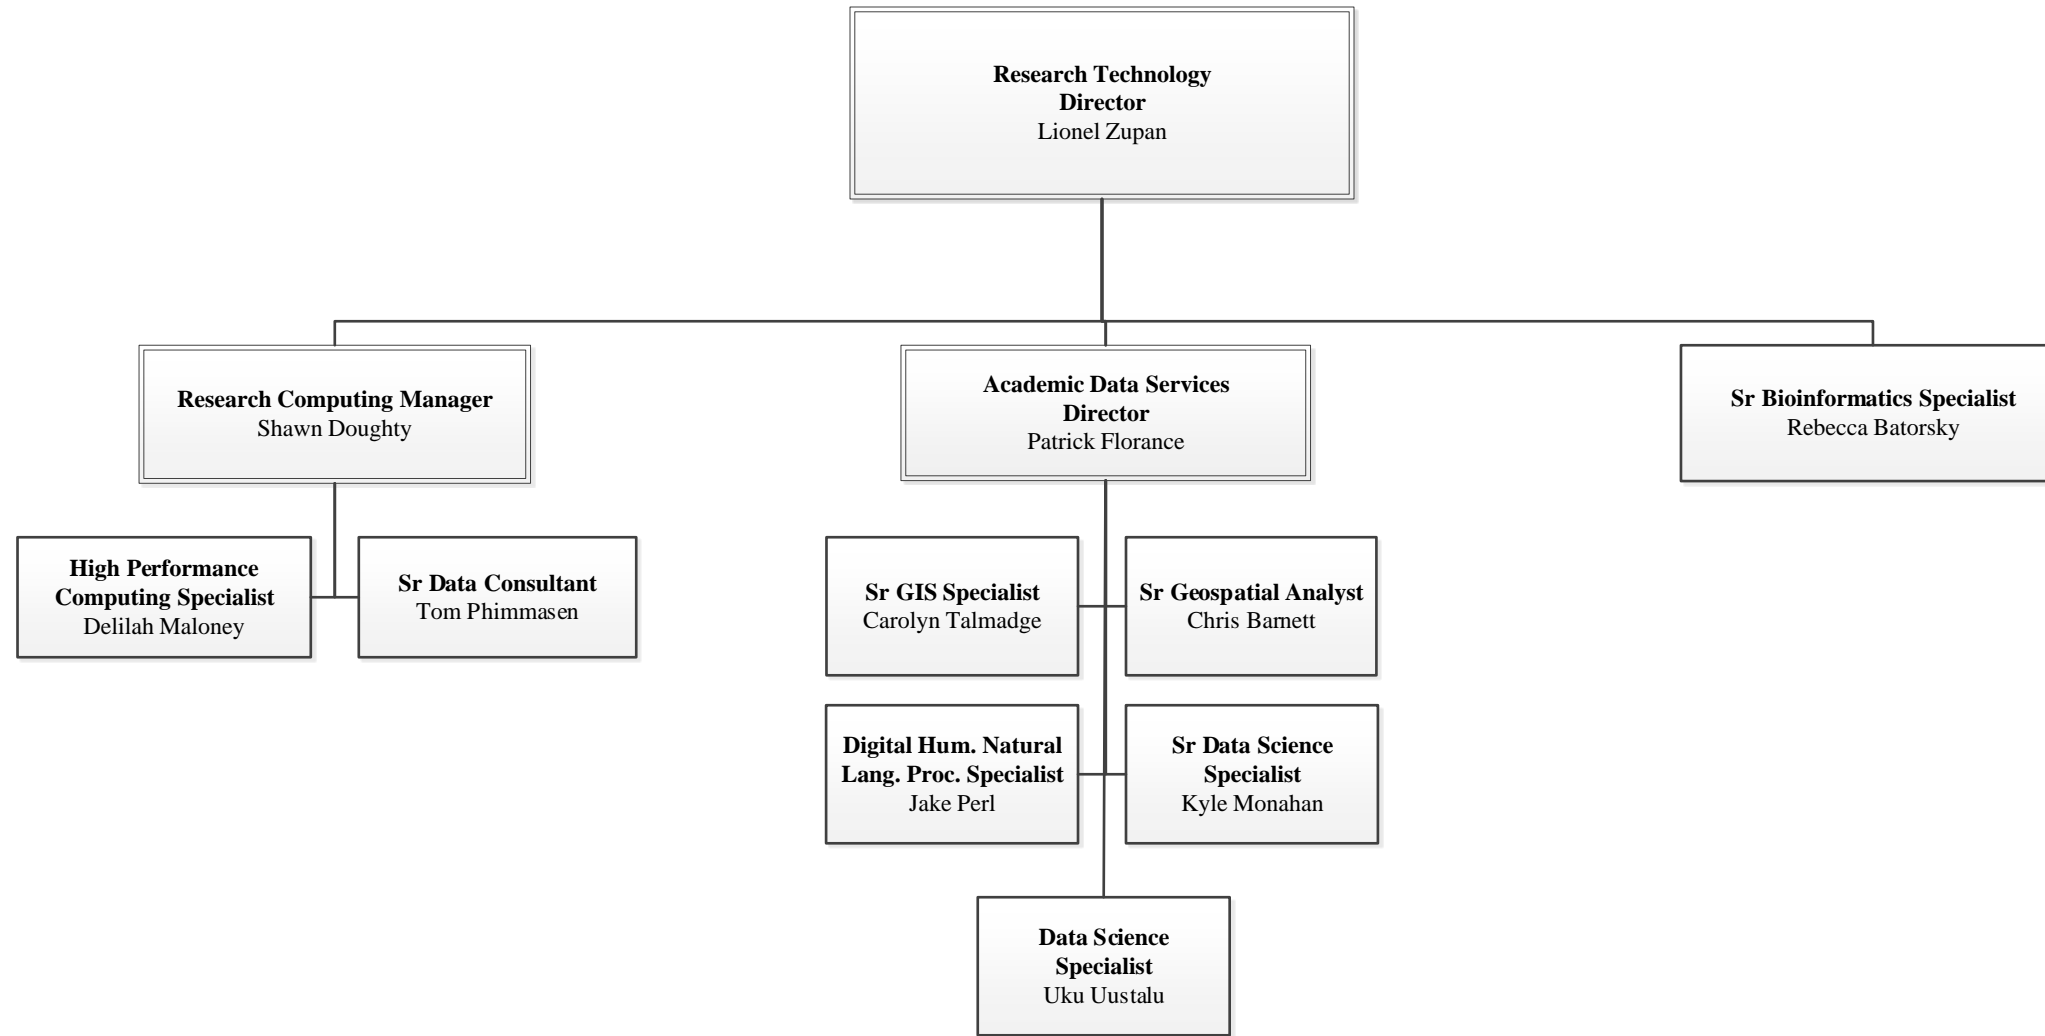 Research Technology
Director
Lionel Zupan
Research Computing Manager
Shawn Doughty
Academic Data Services
Director
Patrick Florance
Sr Bioinformatics Specialist
Rebecca Batorsky
High Performance
Computing Specialist
Delilah Maloney
Sr Data Consultant
Tom Phimmasen
Sr GIS Specialist
Carolyn Talmadge
Sr Geospatial Analyst
Chris Barnett
Digital Hum. Natural
Lang. Proc. Specialist
Jake Perl
Sr Data Science
Specialist
Kyle Monahan
Data Science
Specialist
Uku Uustalu